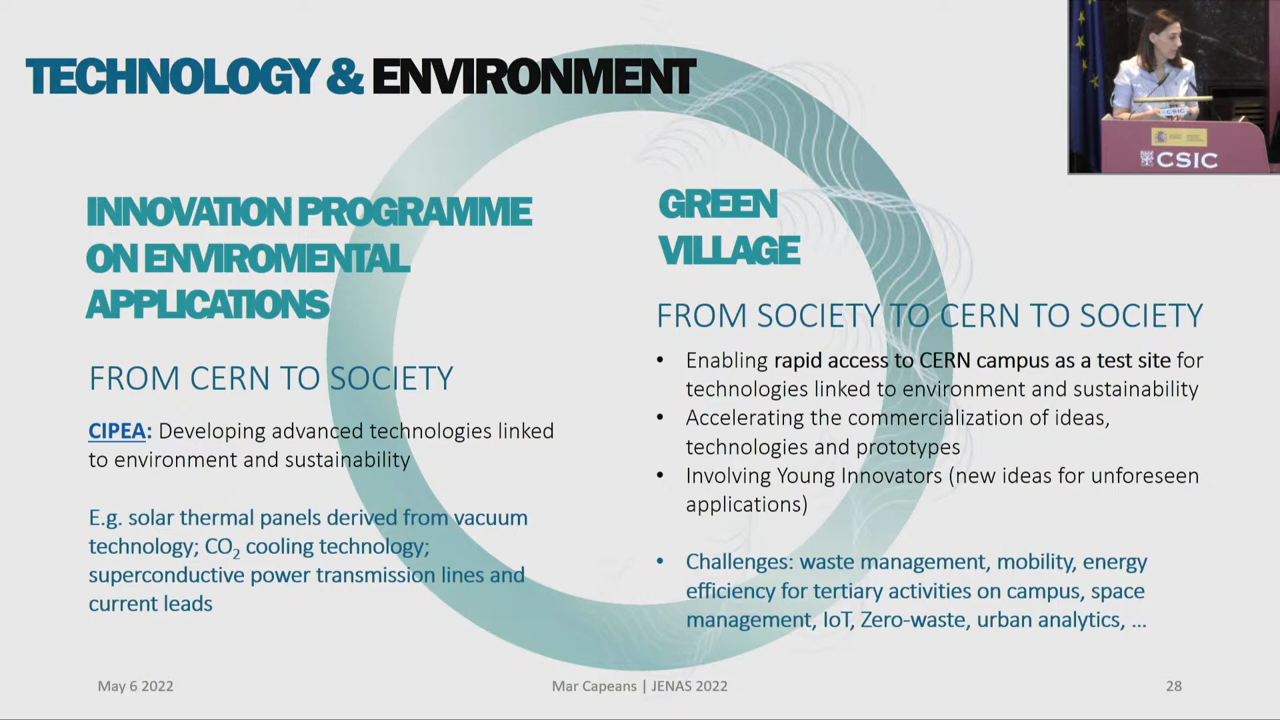 TECHNOLOGY & ENVIRONMENT
CSIC
CSIC
INNOVATION PROGRAMME
ON ENVIROMENTAL
APPLICATIONS
FROM CERN TO SOCIETY
CIPEA: Developing advanced technologies linked
to environment and sustainability
E.g. solar thermal panels derived from vacuum
technology; CO₂ cooling technology;
superconductive power transmission lines and
current leads
GREEN
VILLAGE
FROM SOCIETY TO CERN TO SOCIETY
• Enabling rapid access to CERN campus as a test site for
technologies linked to environment and sustainability
• Accelerating the commercialization of ideas,
technologies and prototypes
• Involving Young Innovators (new ideas for unforeseen
applications)
• Challenges: waste management, mobility, energy
efficiency for tertiary activities on campus, space
management, IoT, Zero-waste, urban analytics, ...
May 6 2022
Mar Capeans | JENAS 2022
28